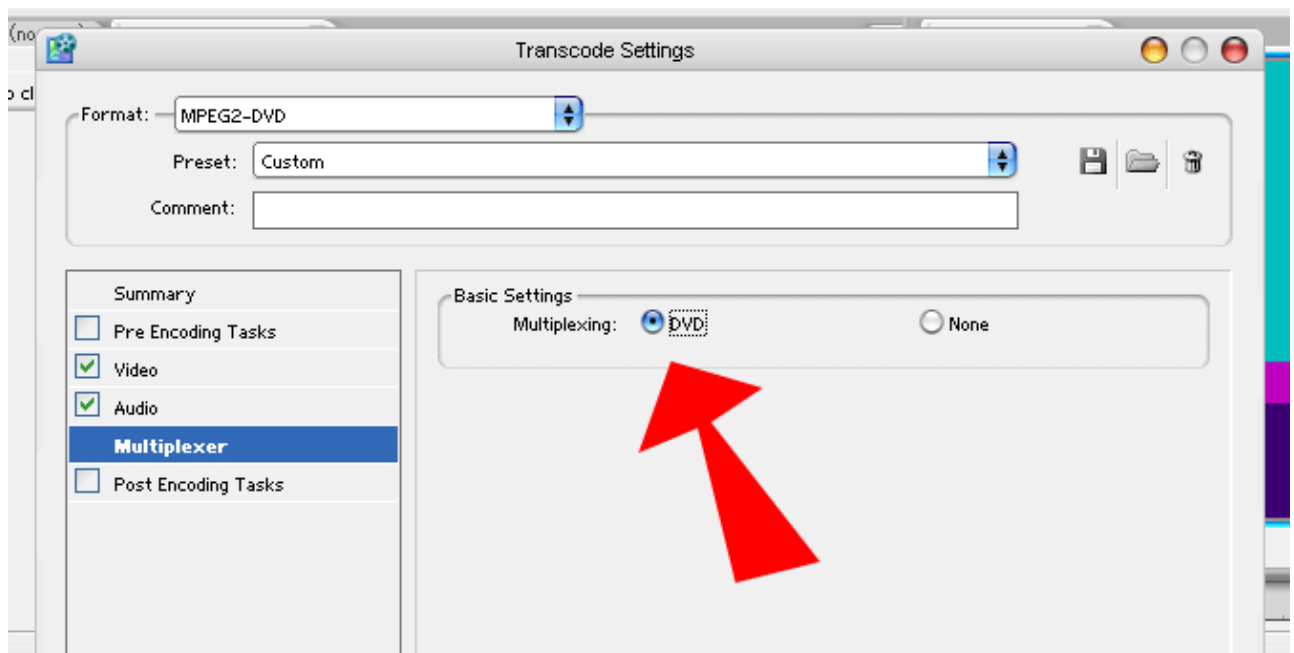 Transcode Settings
Format: MPEG2-DVD
Preset: Custom
Comment:
Summary
Pre Encoding Tasks
Video
Audio
Multiplexer
Post Encoding Tasks
Basic Settings
Multiplexing: DVD None